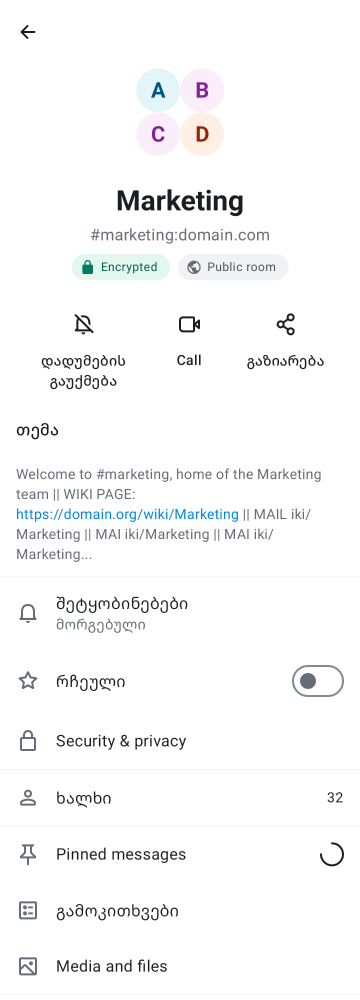 A B
C D
Marketing
#marketing:domain.com
Encrypted Public room
დადუმების გაუქმება
Call
გაზიარება
თემა
Welcome to #marketing, home of the Marketing
team || WIKI PAGE:
https://domain.org/wiki/Marketing || MAIL iki/
Marketing || MAI iki/Marketing || MAI iki/
Marketing...
შეტყობინებები
მორგებული
რჩეული
Security & privacy
ხალხი 32
Pinned messages
გამოკითხვები
Media and files